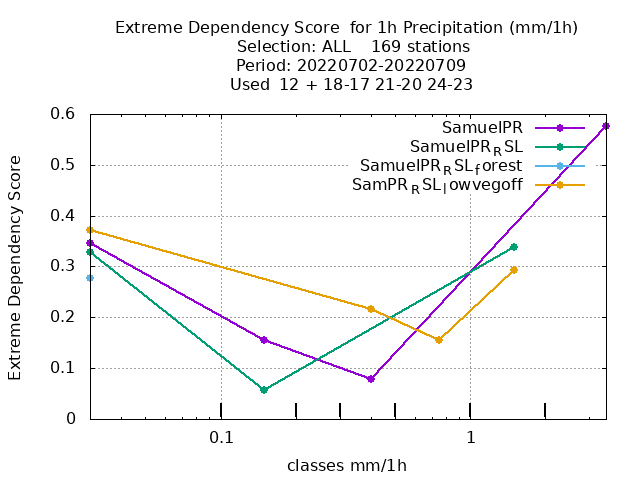 Extreme Dependency Score  for 1h Precipitation (mm/1h)
Selection: ALL    169 stations
Period: 20220702-20220709
Used  12 + 18-17 21-20 24-23
Extreme Dependency Score
0.6
0.5
0.4
0.3
0.2
0.1
0
SamuelPR
SamuelPR_RSL
SamuelPR_RSL_forest
SamPR_RSL_lowvegoff
0.1
1
classes mm/1h